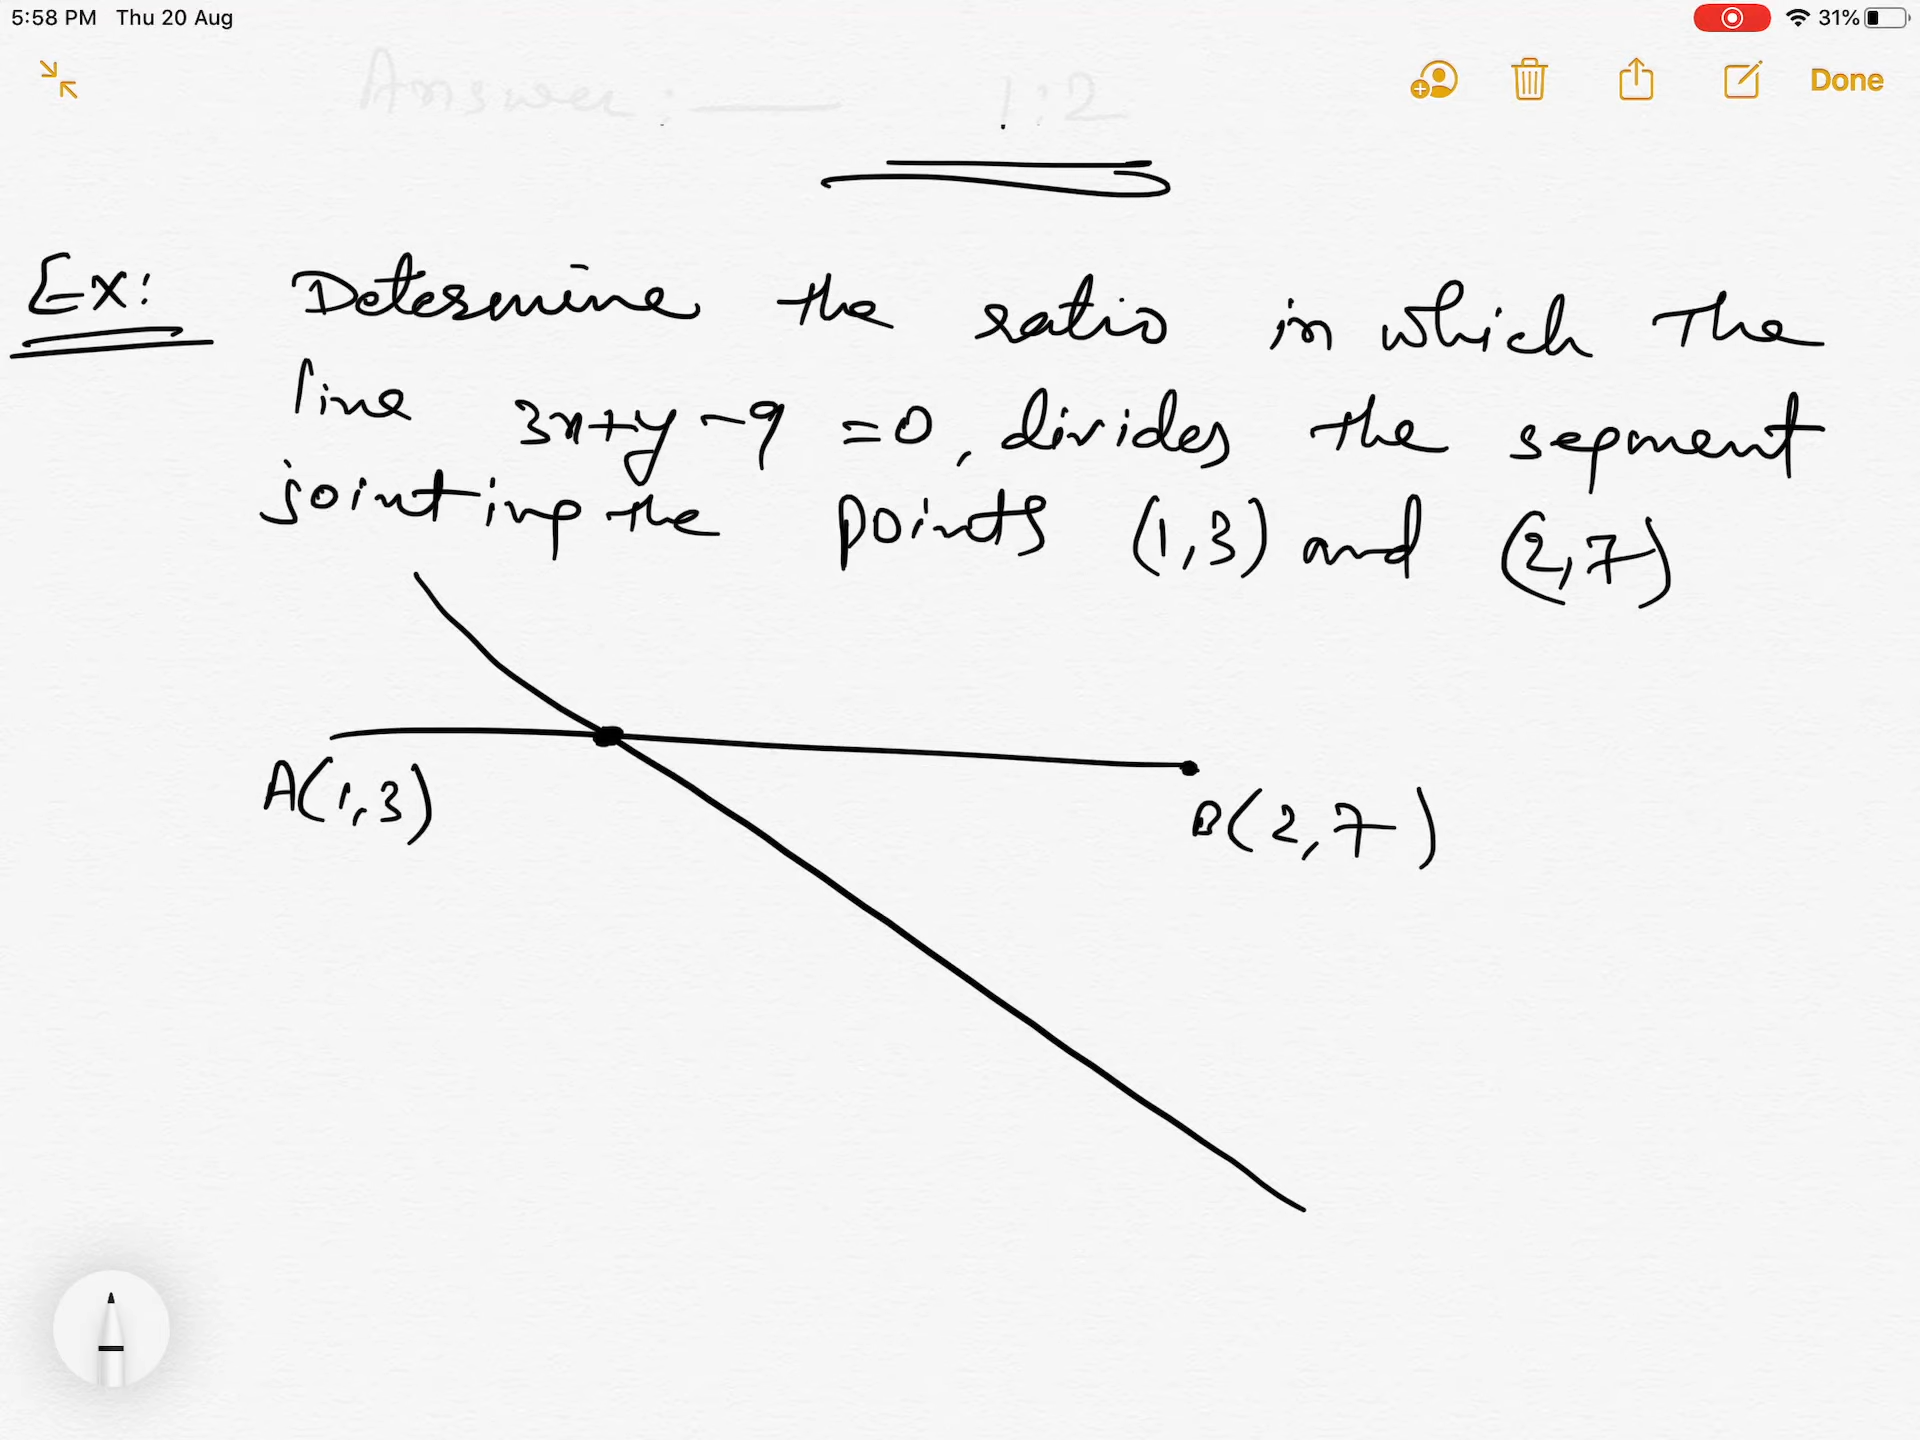 5:58 PM Thu 20 Aug 31%
Answer: 1:2
Done
Ex: Determine the ratio in which the
line 3x+y-9 =0, divides the segment
jointing the points (1,3) and (2,7)
A(1,3)
B(2,7)